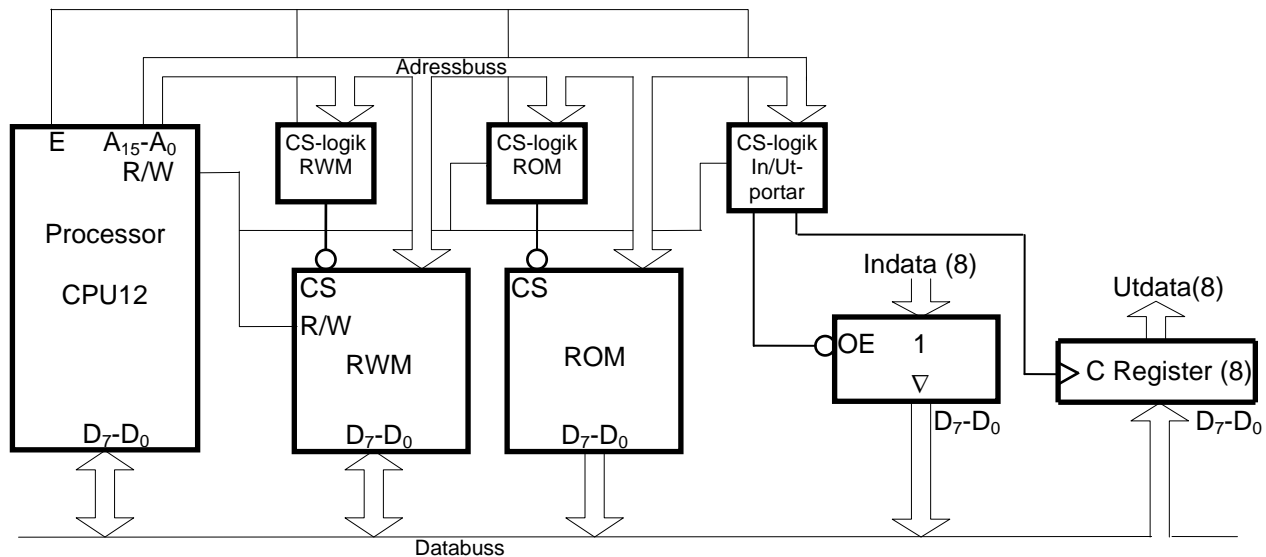 Adressbuss
E A₁₅-A₀
R/W
Processor
CPU12
D₇-D₀
CS-logik
RWM
CS-logik
ROM
CS-logik
In/Ut-
portar
CS
R/W
RWM
D₇-D₀
CS
ROM
D₇-D₀
Indata (8)
OE 1
∇
D₇-D₀
Utdata(8)
C Register (8)
D₇-D₀
Databuss